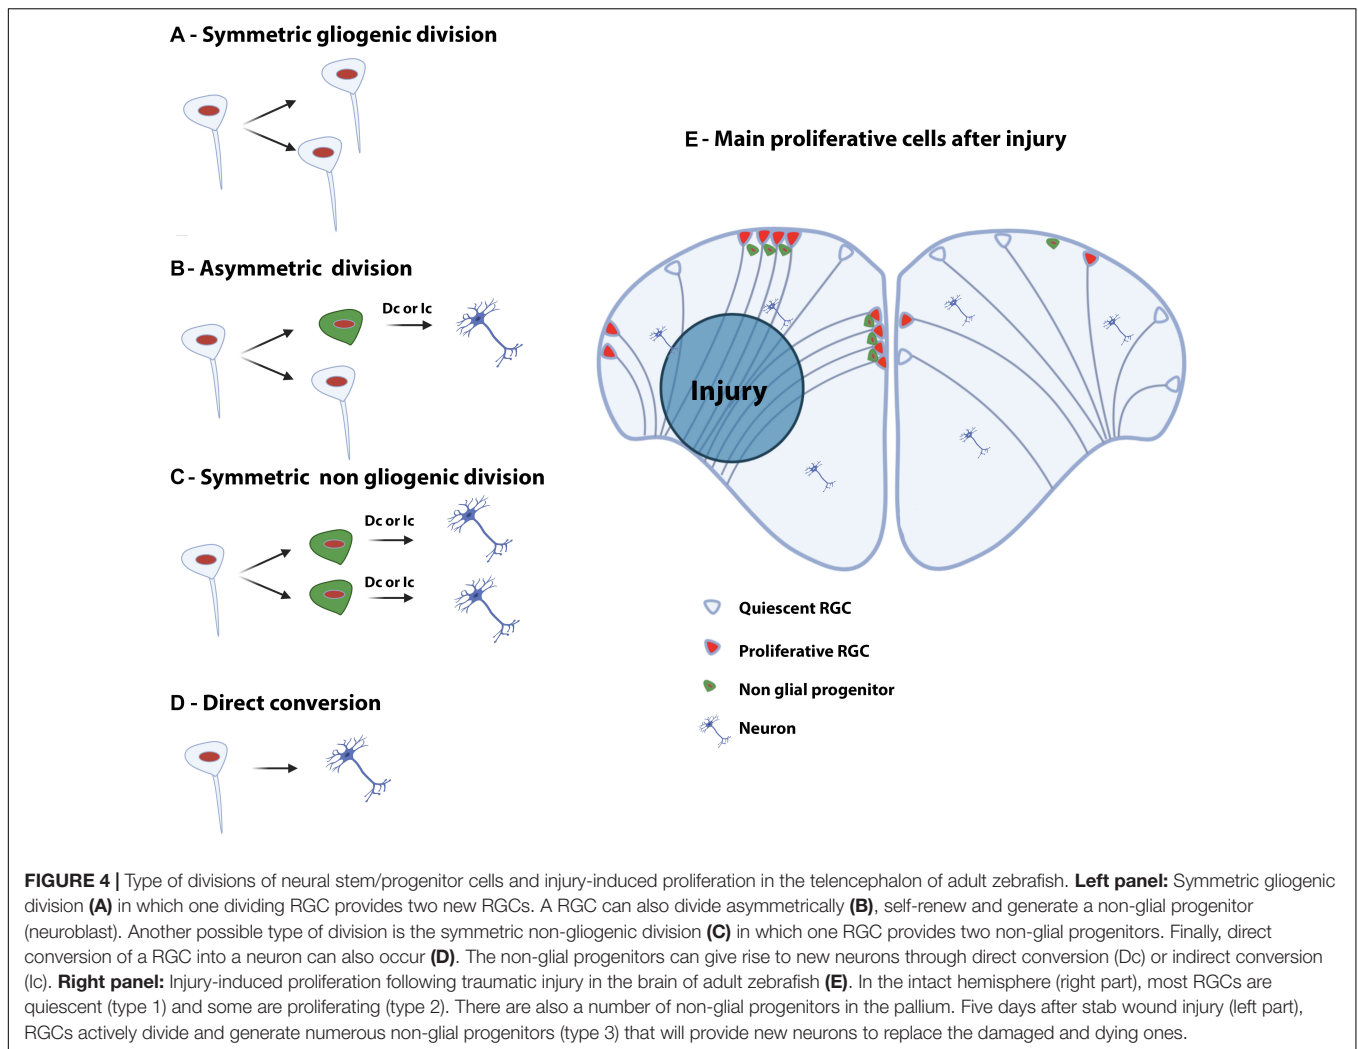 A - Symmetric gliogenic division
B - Asymmetric division
Dc or Ic
C - Symmetric non gliogenic division
Dc or Ic
Dc or Ic
D - Direct conversion
E - Main proliferative cells after injury
Injury
Quiescent RGC
Proliferative RGC
Non glial progenitor
Neuron
FIGURE 4 | Type of divisions of neural stem/progenitor cells and injury-induced proliferation in the telencephalon of adult zebrafish. Left panel: Symmetric gliogenic
division (A) in which one dividing RGC provides two new RGCs. A RGC can also divide asymmetrically (B), self-renew and generate a non-glial progenitor
(neuroblast). Another possible type of division is the symmetric non-gliogenic division (C) in which one RGC provides two non-glial progenitors. Finally, direct
conversion of a RGC into a neuron can also occur (D). The non-glial progenitors can give rise to new neurons through direct conversion (Dc) or indirect conversion
(Ic). Right panel: Injury-induced proliferation following traumatic injury in the brain of adult zebrafish (E). In the intact hemisphere (right part), most RGCs are
quiescent (type 1) and some are proliferating (type 2). There are also a number of non-glial progenitors in the pallium. Five days after stab wound injury (left part),
RGCs actively divide and generate numerous non-glial progenitors (type 3) that will provide new neurons to replace the damaged and dying ones.